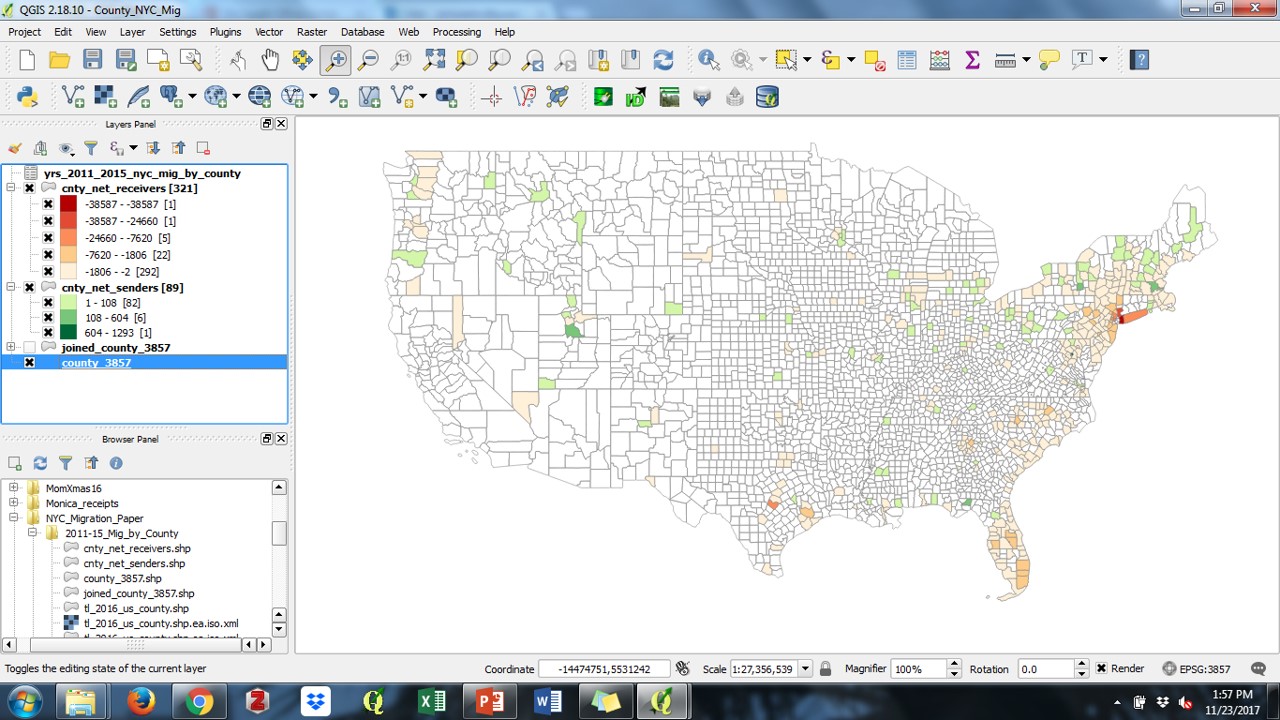 QGIS 2.18.10 - County_NYC_Mig
Project Edit View Layer Settings Plugins Vector Raster Database Web Processing Help
Layers Panel
yrs_2011_2015_nyc_mig_by_county
cnty_net_receivers [321]
-38587 - -38587 [1]
-38587 - -24660 [1]
-24660 - -7620 [5]
-7620 - -1806 [22]
-1806 - -2 [292]
cnty_net_senders [89]
1 - 108 [82]
108 - 604 [6]
604 - 1293 [1]
joined_county_3857
county_3857
Browser Panel
MomXmas16
Monica_receipts
NYC_Migration_Paper
2011-15_Mig_by_County
cnty_net_receivers.shp
cnty_net_senders.shp
county_3857.shp
joined_county_3857.shp
tl_2016_us_county.shp
tl_2016_us_county.shp.ea.iso.xml
Toggles the editing state of the current layer
Coordinate -14474751,5531242 Scale 1:27,356,539 Magnifier 100% Rotation 0.0 Render EPSG:3857
1:57 PM
11/23/2017